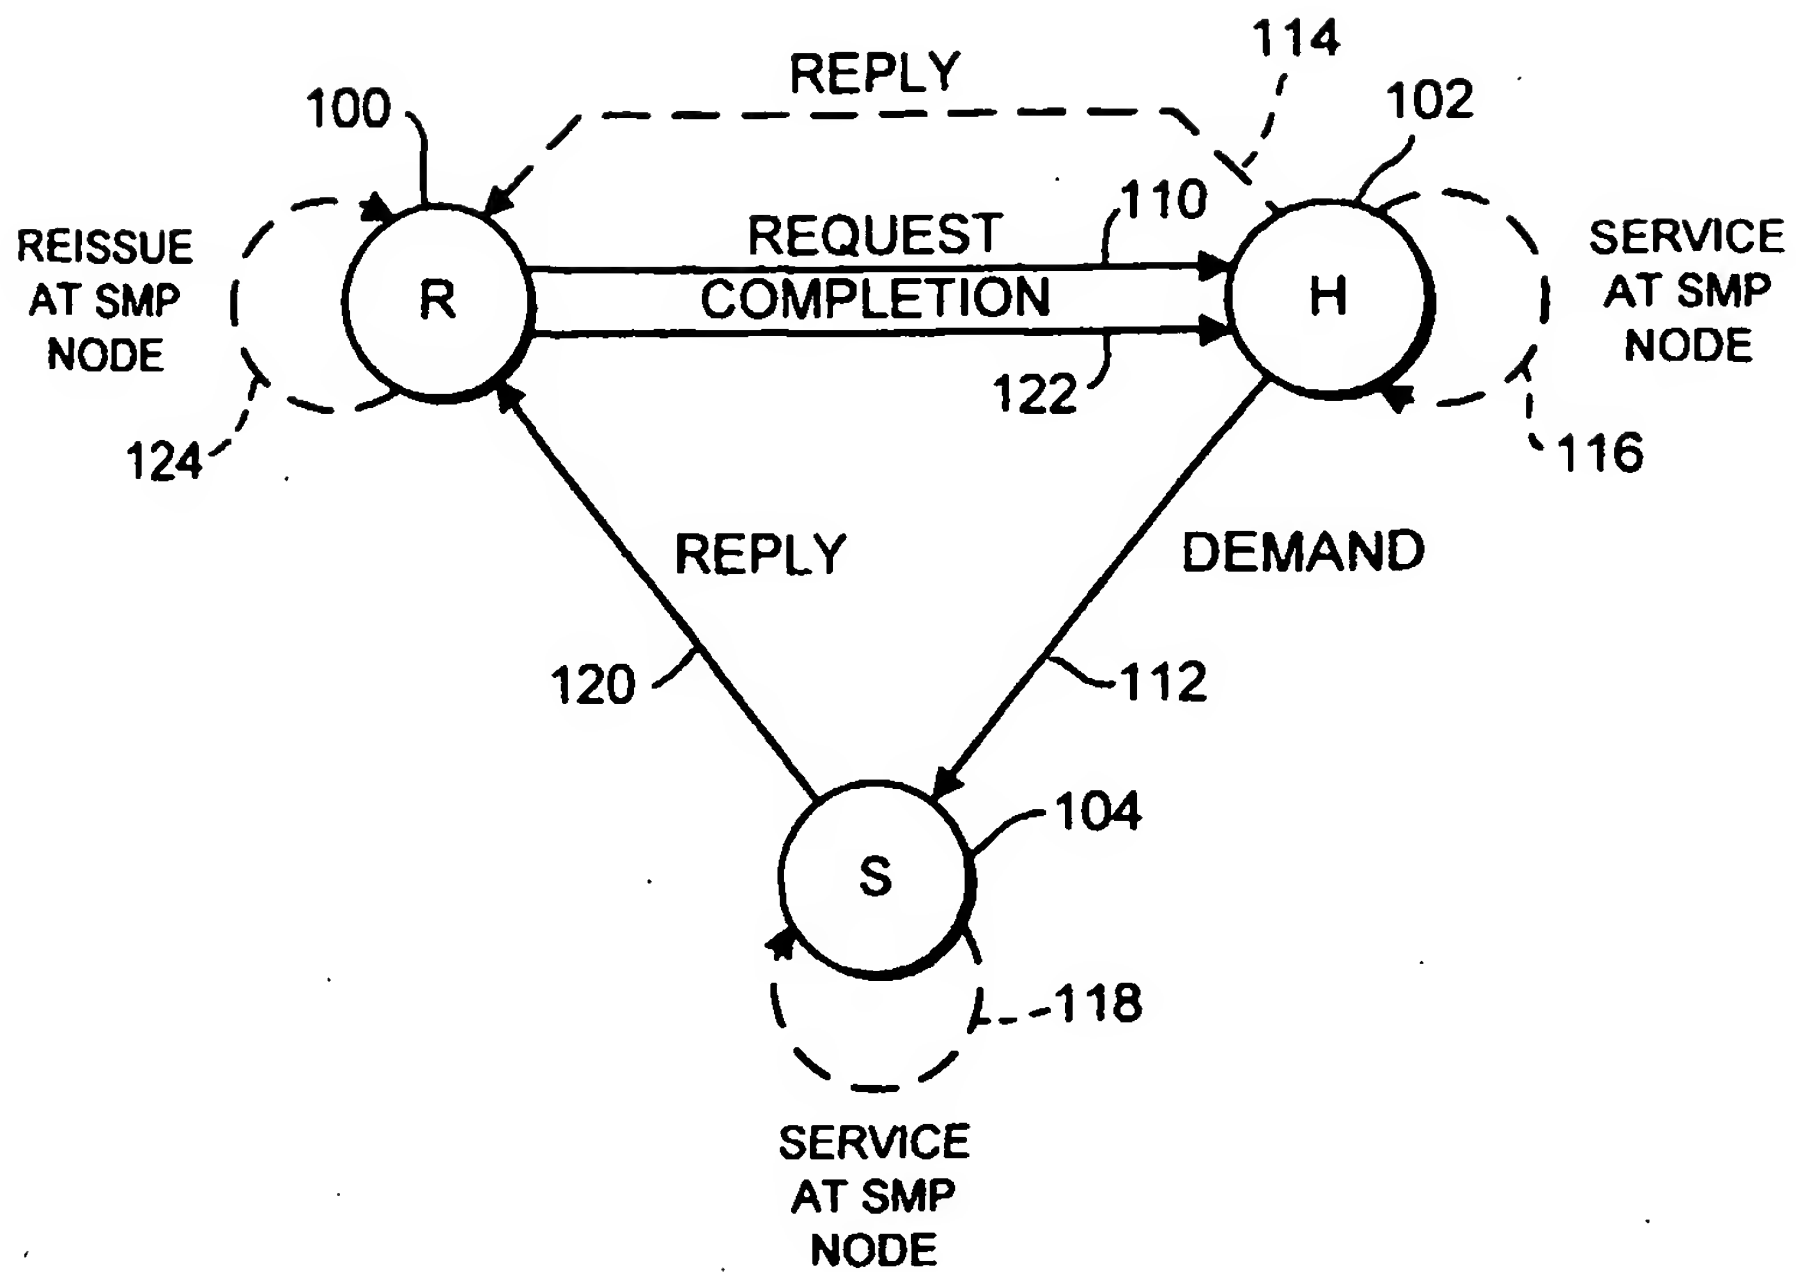 114
REPLY
102
100
110
REQUEST
REISSUE
AT SMP
NODE
SERVICE
AT SMP
NODE
R
COMPLETION
H
122
124
116
REPLY
DEMAND
120
112
104
S
118
SERVICE
AT SMP
NODE